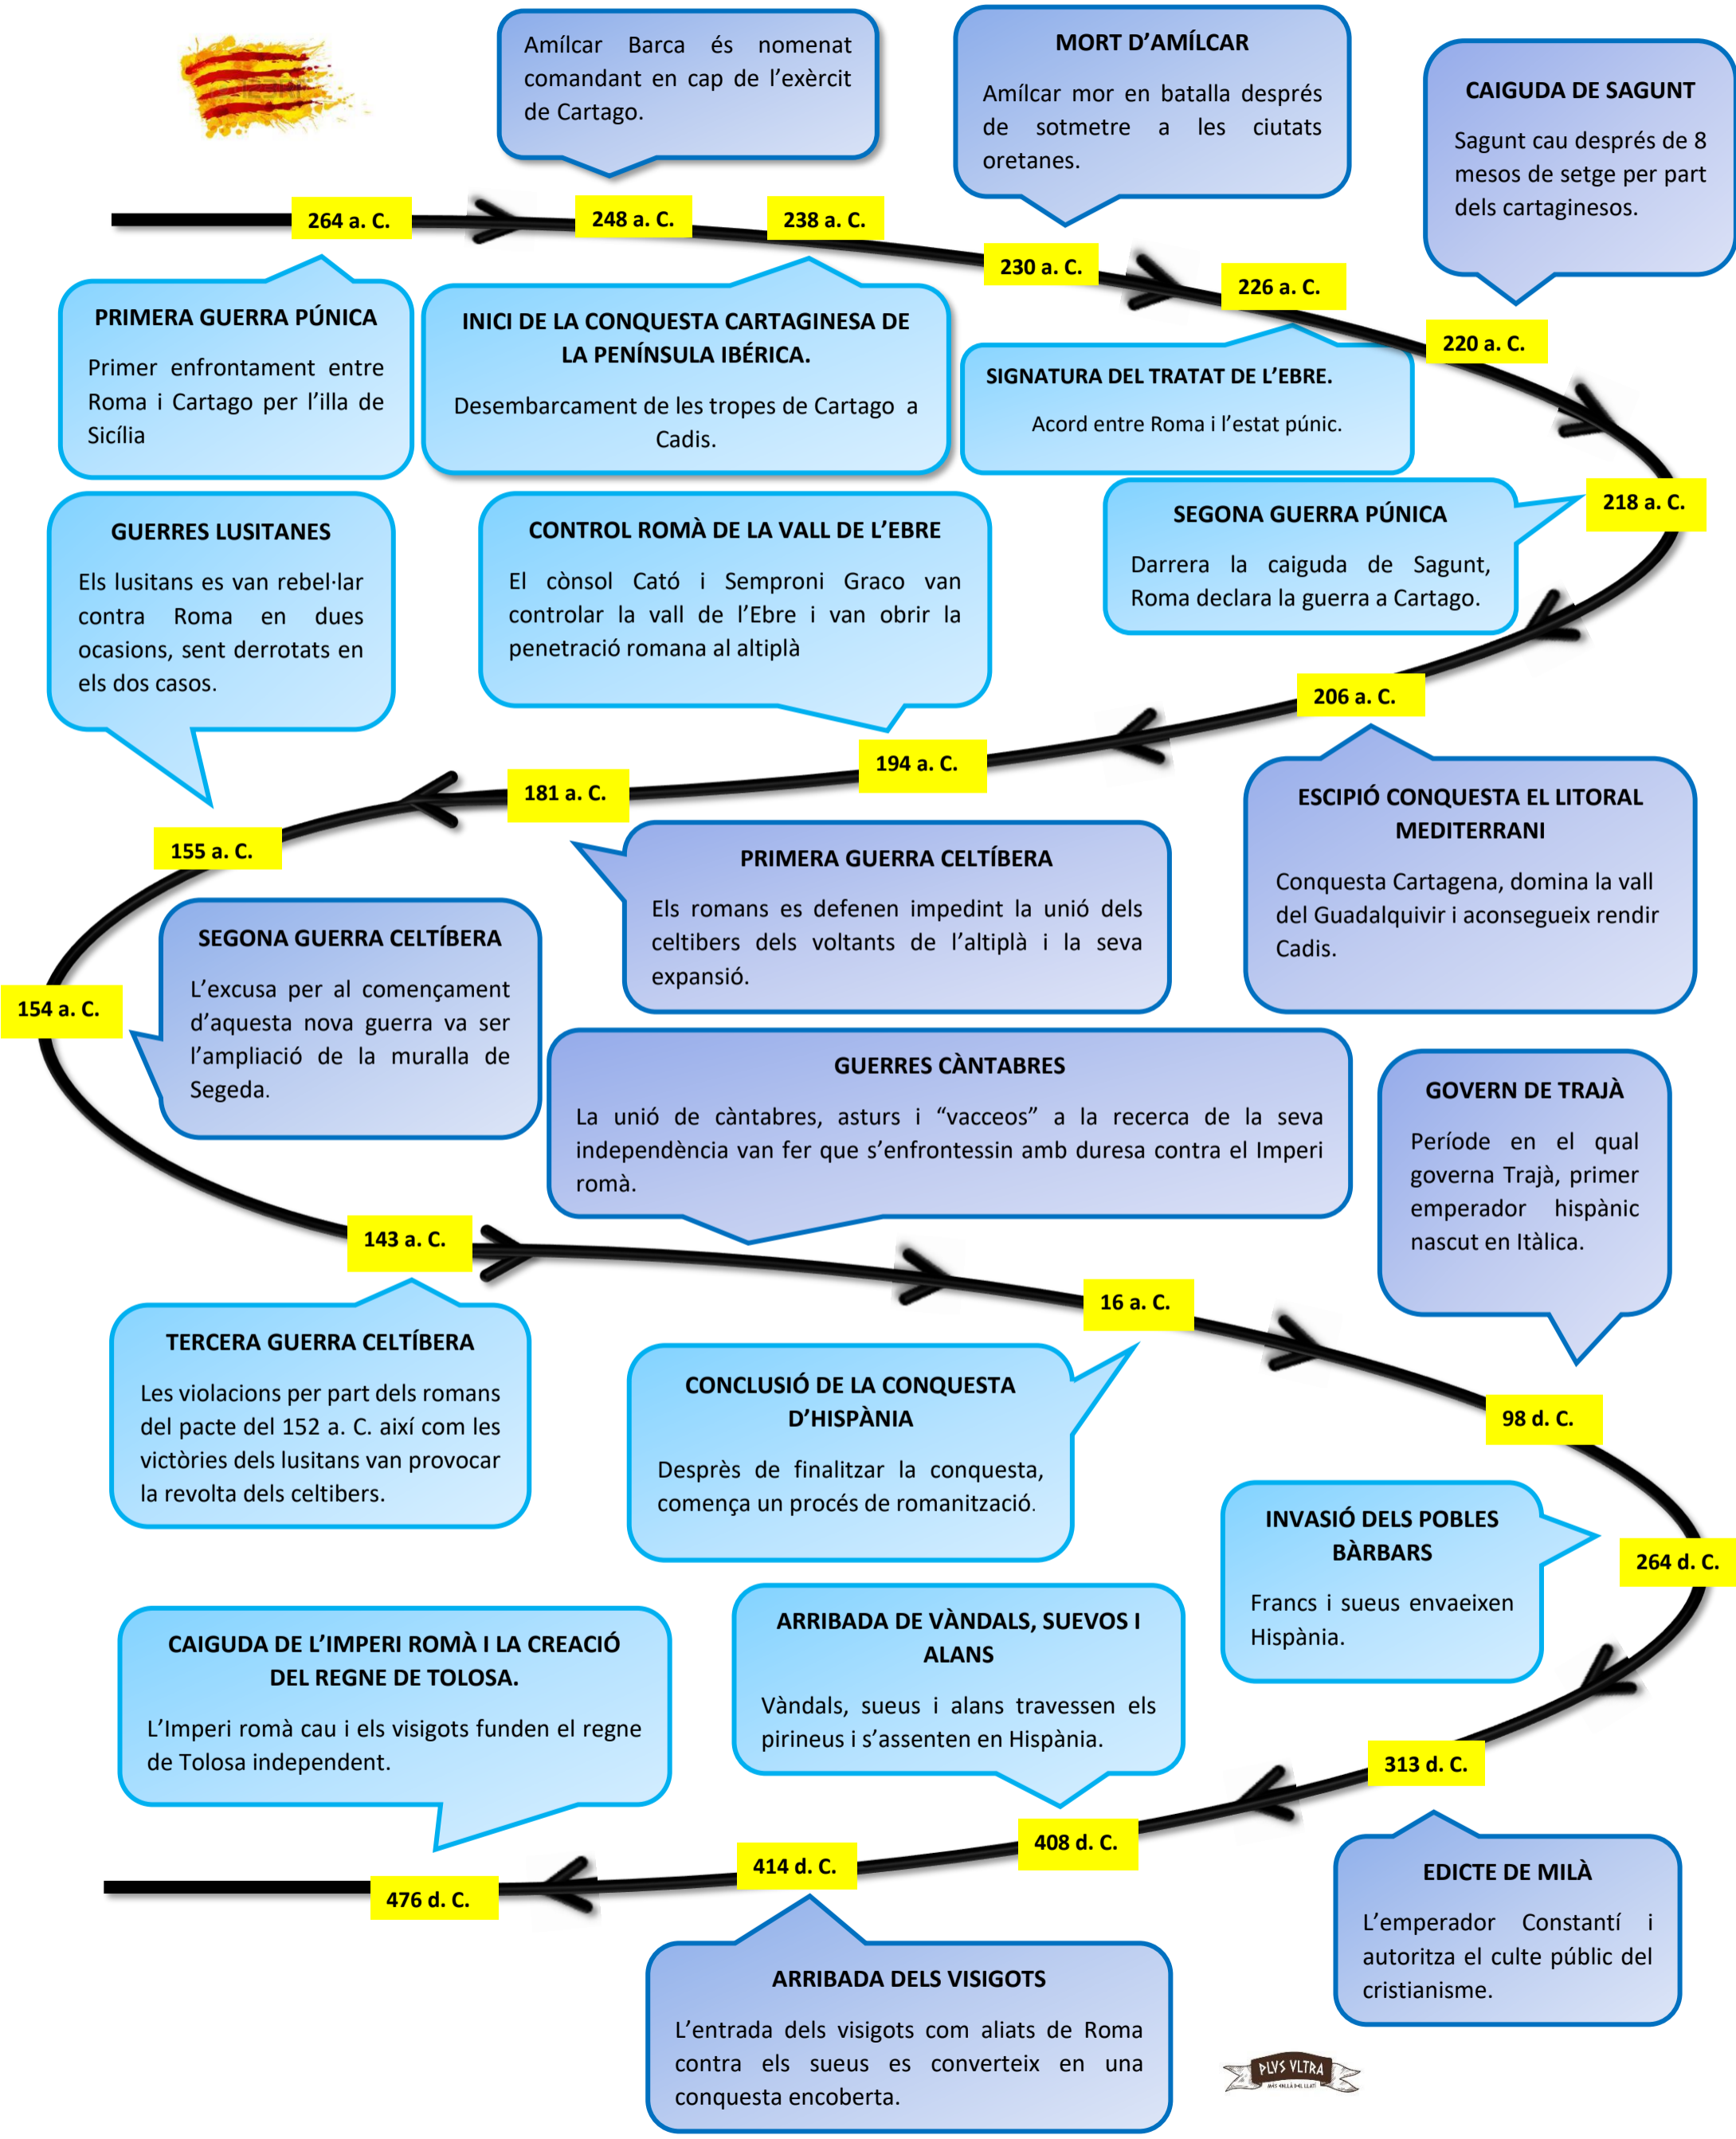 Amílcar Barca és nomenat
comandant en cap de l’exèrcit
de Cartago.
MORT D’AMÍLCAR
Amílcar mor en batalla després
de sotmetre a les ciutats
oretanes.
CAIGUDA DE SAGUNT
Sagunt cau després de 8
mesos de setge per part
dels cartaginesos.
264 a. C.
248 a. C.
238 a. C.
230 a. C.
226 a. C.
220 a. C.
PRIMERA GUERRA PÚNICA
Primer enfrontament entre
Roma i Cartago per l’illa de
Sicília
INICI DE LA CONQUESTA CARTAGINESA DE
LA PENÍNSULA IBÉRICA.
Desembarcament de les tropes de Cartago a
Cadis.
SIGNATURA DEL TRATAT DE L’EBRE.
Acord entre Roma i l’estat púnic.
218 a. C.
SEGONA GUERRA PÚNICA
Darrera la caiguda de Sagunt,
Roma declara la guerra a Cartago.
GUERRES LUSITANES
Els lusitans es van rebel·lar
contra Roma en dues
ocasions, sent derrotats en
els dos casos.
CONTROL ROMÀ DE LA VALL DE L’EBRE
El cònsol Cató i Semproni Graco van
controlar la vall de l’Ebre i van obrir la
penetració romana al altiplà
206 a. C.
194 a. C.
181 a. C.
155 a. C.
ESCIPIÓ CONQUESTA EL LITORAL
MEDITERRANI
Conquesta Cartagena, domina la vall
del Guadalquivir i aconsegueix rendir
Cadis.
PRIMERA GUERRA CELTÍBERA
Els romans es defenen impedint la unió dels
celtibers dels voltants de l’altiplà i la seva
expansió.
SEGONA GUERRA CELTÍBERA
L’excusa per al començament
d’aquesta nova guerra va ser
l’ampliació de la muralla de
Segeda.
154 a. C.
GUERRES CÀNTABRES
La unió de càntabres, asturs i “vacceos” a la recerca de la seva
independència van fer que s’enfrontessin amb duresa contra el Imperi
romà.
GOVERN DE TRAJÀ
Període en el qual
governa Trajà, primer
emperador hispànic
nascut en Itàlica.
143 a. C.
16 a. C.
98 d. C.
TERCERA GUERRA CELTÍBERA
Les violacions per part dels romans
del pacte del 152 a. C. així com les
victòries dels lusitans van provocar
la revolta dels celtibers.
CONCLUSIÓ DE LA CONQUESTA
D’HISPÀNIA
Desprès de finalitzar la conquesta,
comença un procés de romanització.
INVASIÓ DELS POBLES
BÀRBARS
Francs i sueus envaeixen
Hispània.
264 d. C.
CAIGUDA DE L’IMPERI ROMÀ I LA CREACIÓ
DEL REGNE DE TOLOSA.
L’Imperi romà cau i els visigots funden el regne
de Tolosa independent.
ARRIBADA DE VÀNDALS, SUEVOS I
ALANS
Vàndals, sueus i alans travessen els
pirineus i s’assenten en Hispània.
313 d. C.
408 d. C.
414 d. C.
476 d. C.
EDICTE DE MILÀ
L’emperador Constantí i
autoritza el culte públic del
cristianisme.
ARRIBADA DELS VISIGOTS
L’entrada dels visigots com aliats de Roma
contra els sueus es converteix en una
conquesta encoberta.
PLVS VLTRA
MÉS ENLLÀ DEL LLATÍ